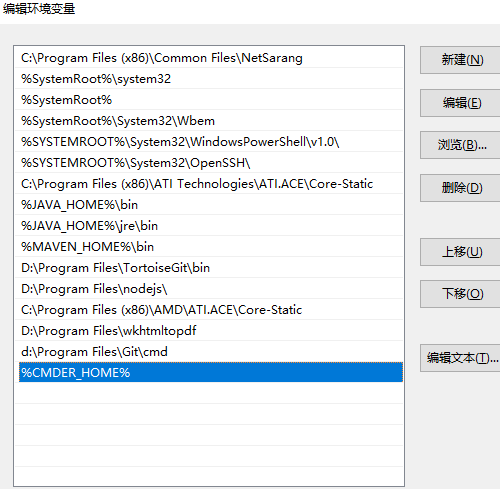 编辑环境变量
C:\Program Files (x86)\Common Files\NetSarang
%SystemRoot%\system32
%SystemRoot%
%SystemRoot%\System32\Wbem
%SYSTEMROOT%\System32\WindowsPowerShell\v1.0\
%SYSTEMROOT%\System32\OpenSSH\
C:\Program Files (x86)\ATI Technologies\ATI.ACE\Core-Static
%JAVA_HOME%\bin
%JAVA_HOME%\jre\bin
%MAVEN_HOME%\bin
D:\Program Files\TortoiseGit\bin
D:\Program Files\nodejs\
C:\Program Files (x86)\AMD\ATI.ACE\Core-Static
D:\Program Files\wkhtmltopdf
d:\Program Files\Git\cmd
%CMDER_HOME%
新建(N)
编辑(E)
浏览(B)...
删除(D)
上移(U)
下移(O)
编辑文本(T)...